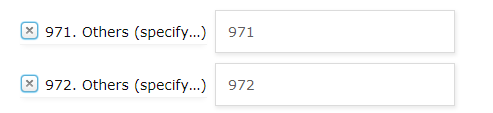 971. Others (specify…) 971
972. Others (specify…) 972